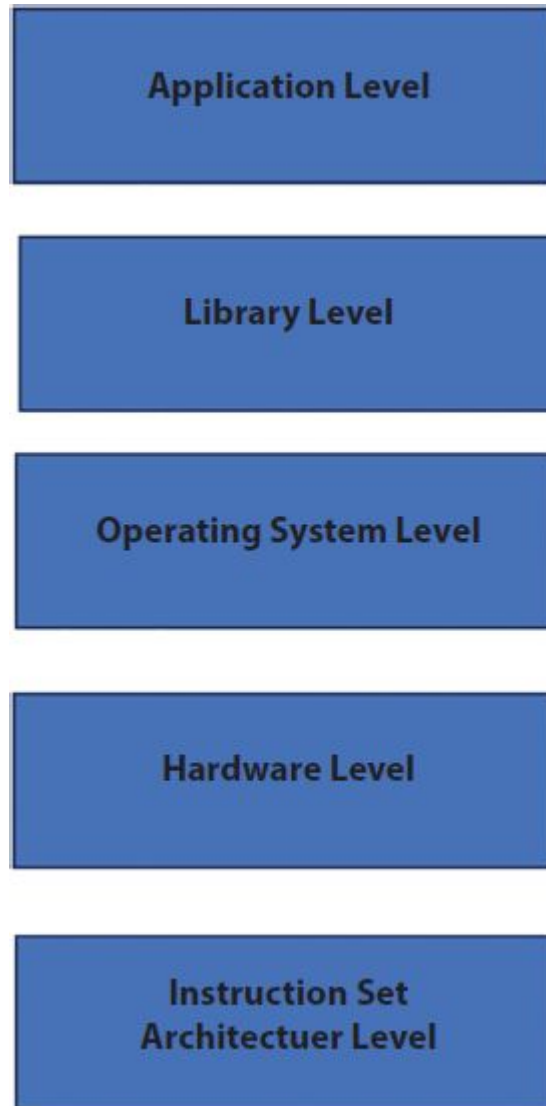 Application Level
Library Level
Operating System Level
Hardware Level
Instruction Set
Architectuer Level